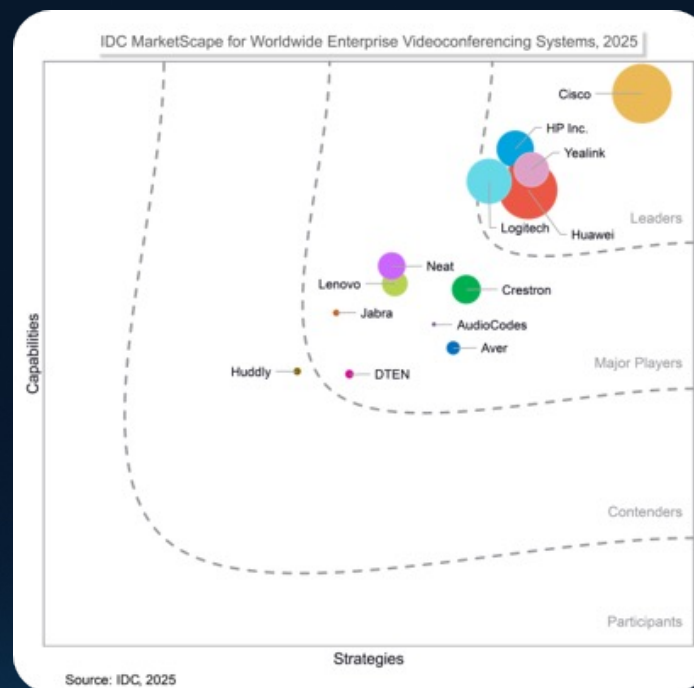 IDC MarketScape for Worldwide Enterprise Videoconferencing Systems, 2025
Cisco
HP Inc.
Yealink
Leaders
Logitech
Huawei
Neat
Lenovo
Crestron
Jabra
AudioCodes
Aver
Major Players
Huddly
DTEN
Capabilities
Contenders
Participants
Strategies
Source: IDC, 2025